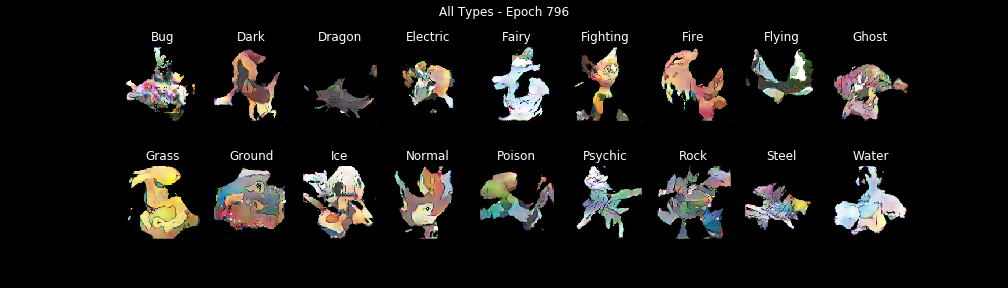 All Types - Epoch 796
Bug Dark Dragon Electric Fairy Fighting Fire Flying Ghost
Grass Ground Ice Normal Poison Psychic Rock Steel Water